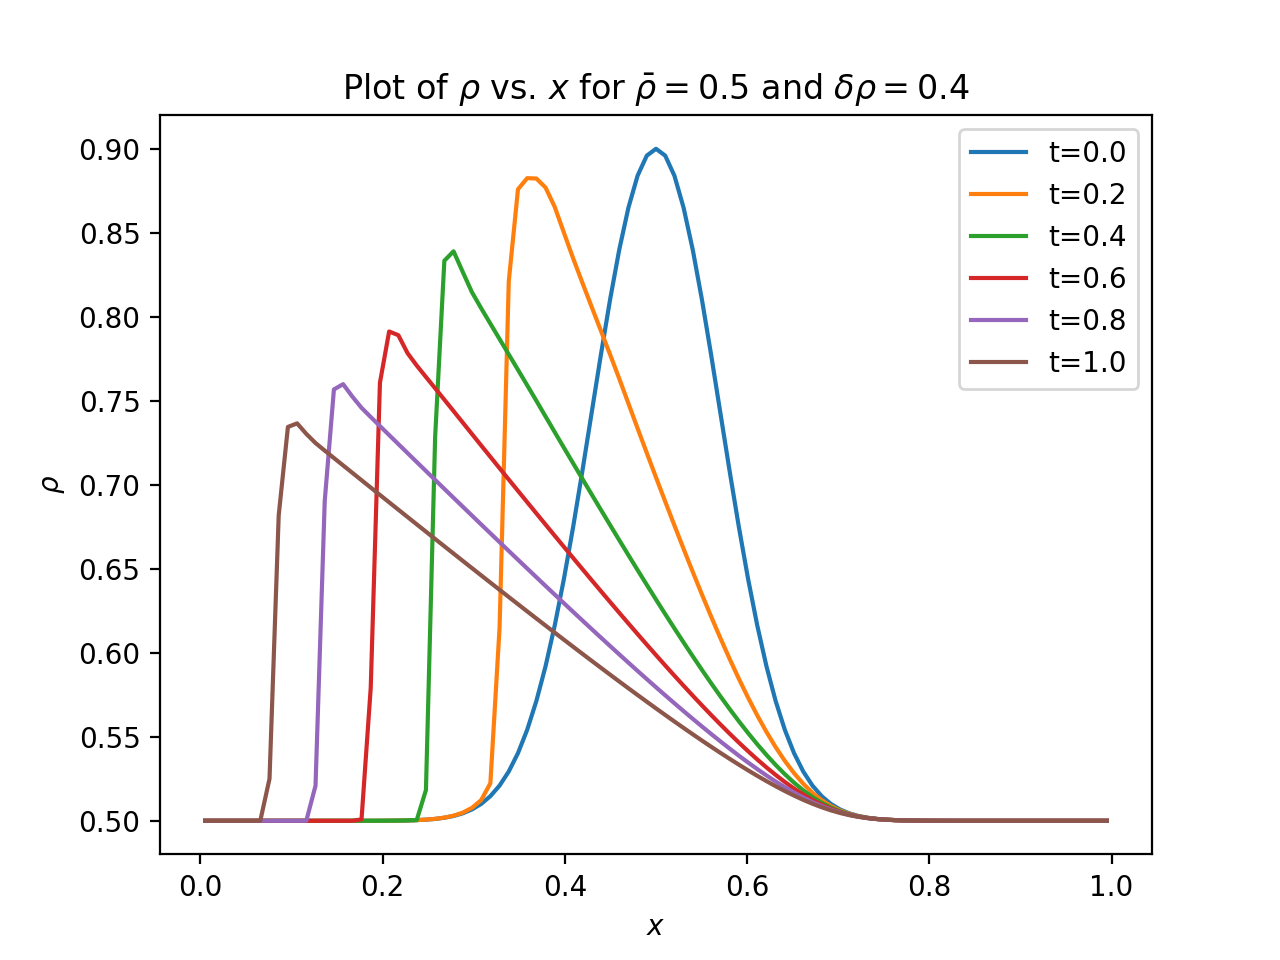 Plot of ρ vs. x for ρ̄ = 0.5 and δρ = 0.4
0.90
0.85
0.80
0.75
0.70
0.65
0.60
0.55
0.50
ρ
t=0.0
t=0.2
t=0.4
t=0.6
t=0.8
t=1.0
0.0 0.2 0.4 0.6 0.8 1.0
x